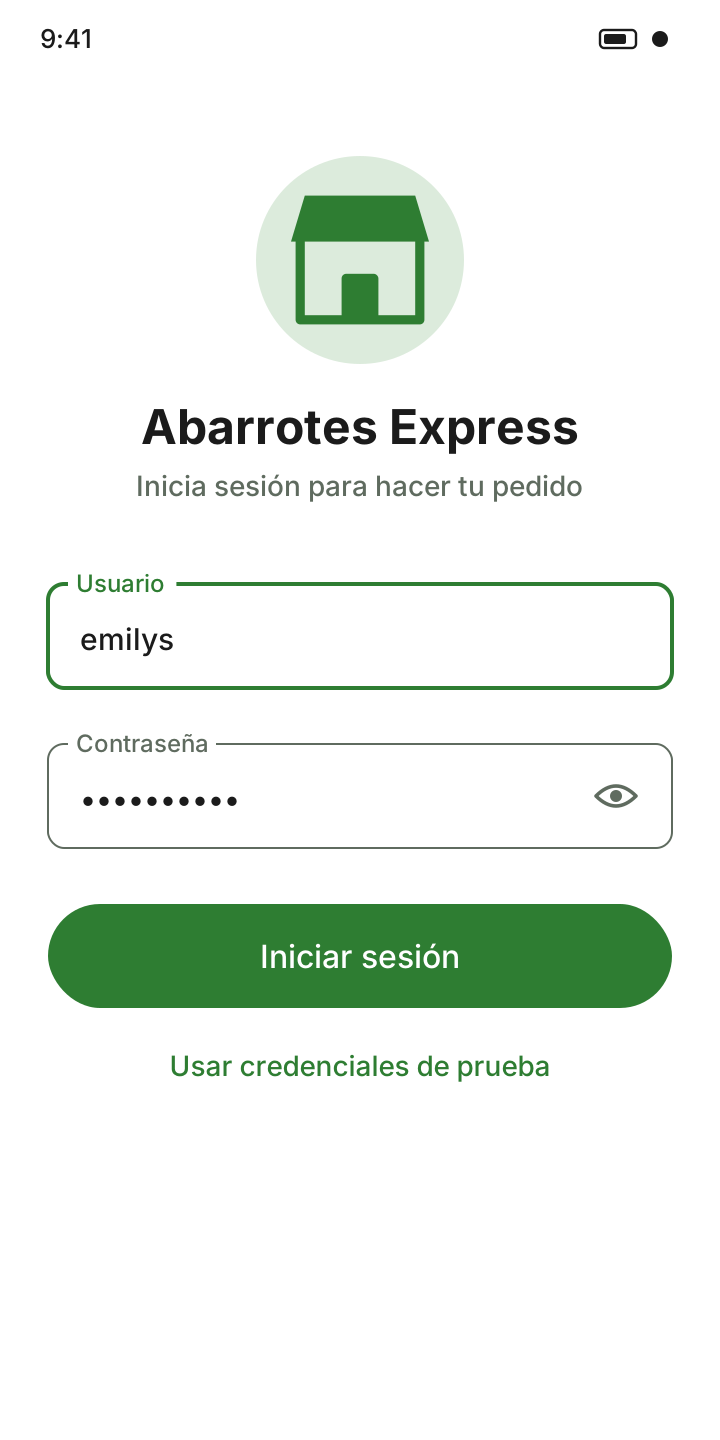 9:41
Abarrotes Express
Inicia sesión para hacer tu pedido
Usuario
emilys
Contraseña
••••••••••
Iniciar sesión
Usar credenciales de prueba